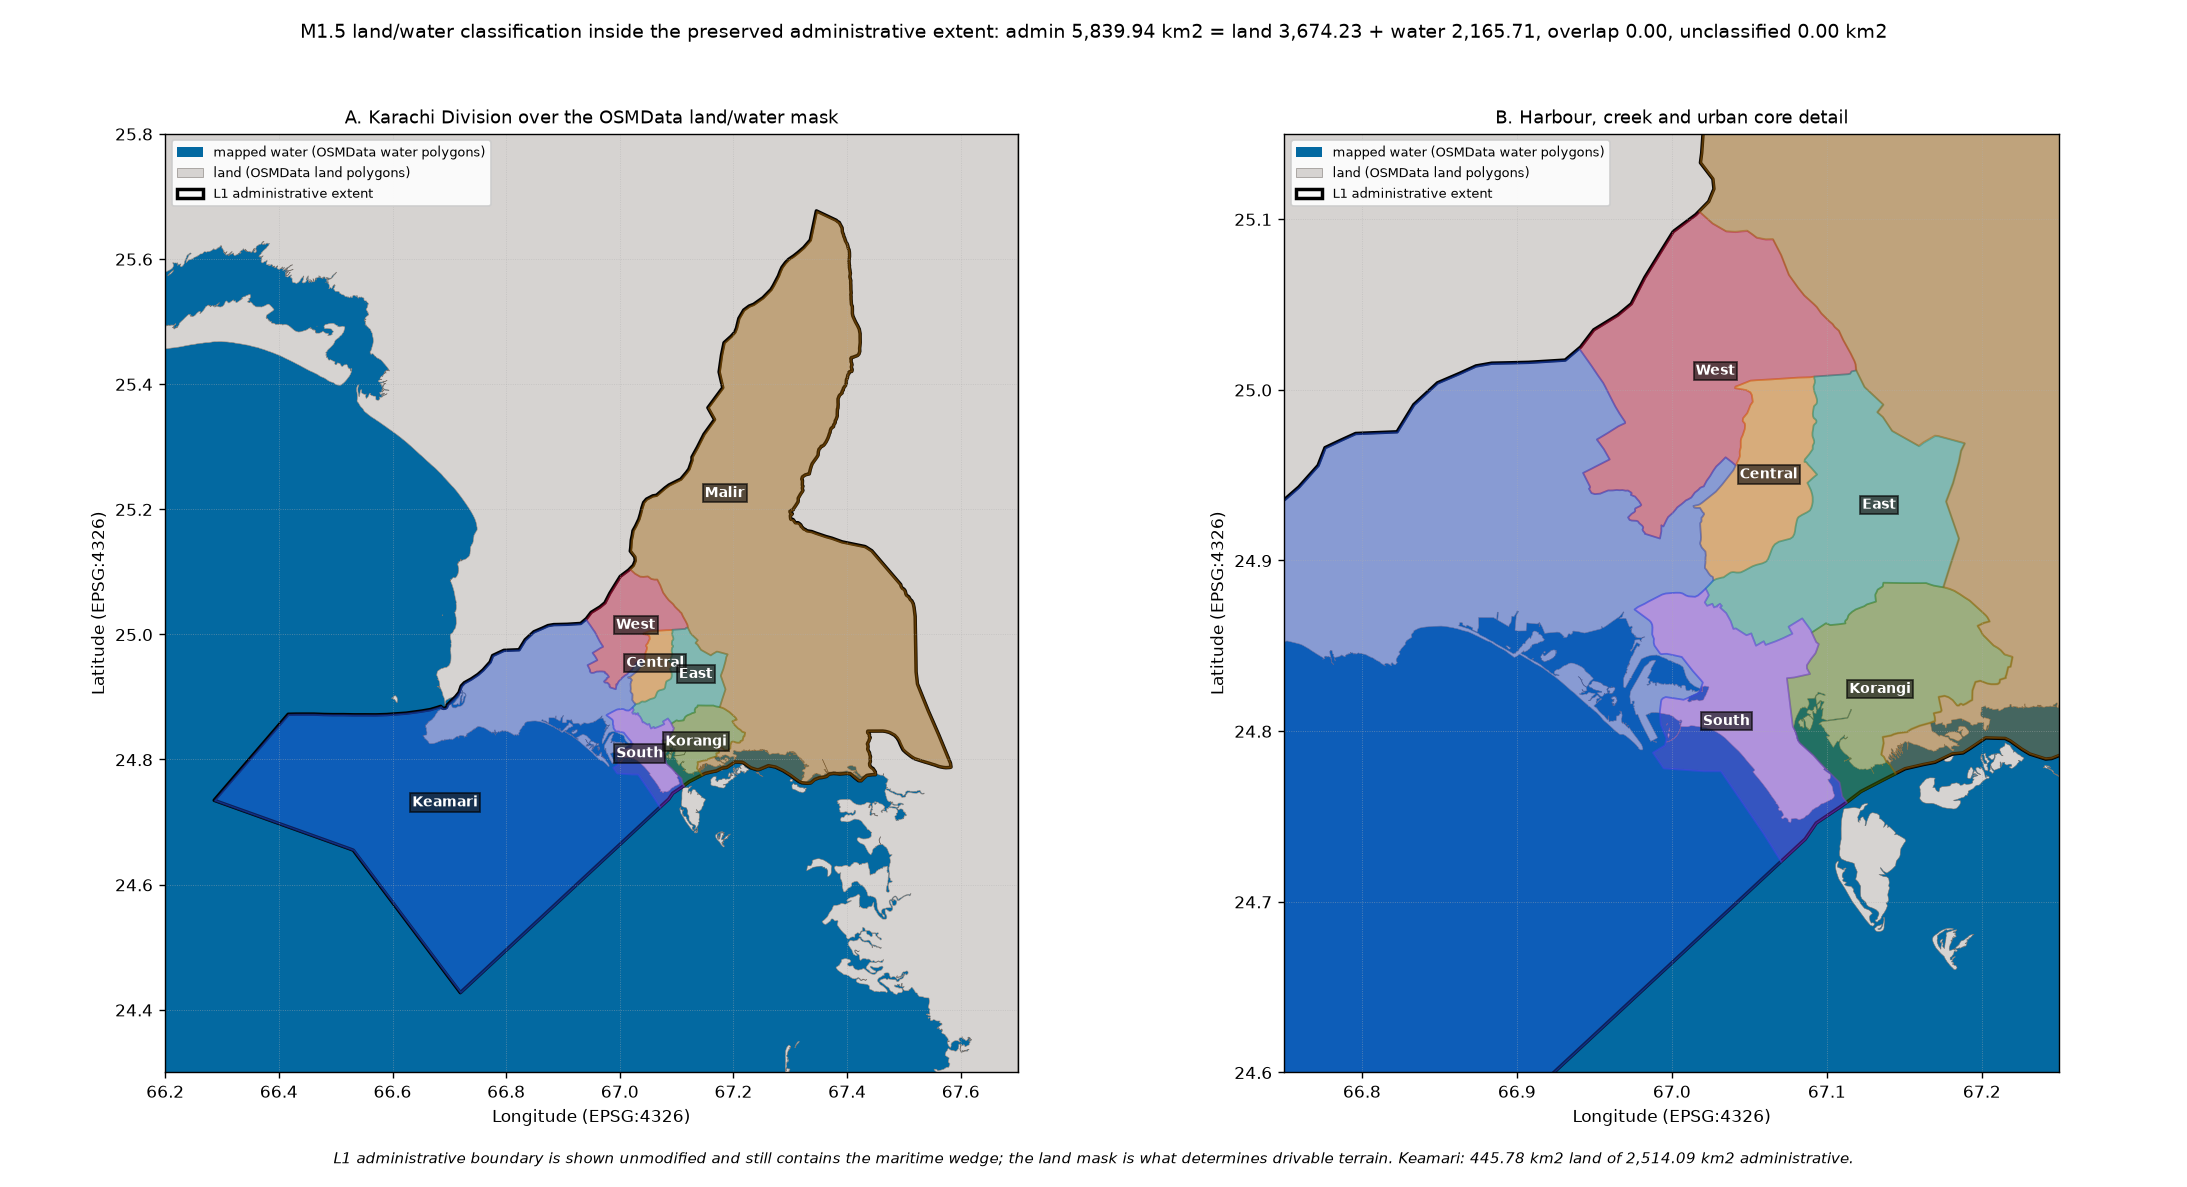 M1.5 land/water classification inside the preserved administrative extent: admin 5,839.94 km2 = land 3,674.23 + water 2,165.71, overlap 0.00, unclassified 0.00 km2
A. Karachi Division over the OSMData land/water mask
mapped water (OSMData water polygons)
land (OSMData land polygons)
L1 administrative extent
25.8
25.6
25.4
25.2
25.0
24.8
24.6
24.4
Latitude (EPSG:4326)
Malir
West
Central
East
Korangi
South
Keamari
66.2 66.4 66.6 66.8 67.0 67.2 67.4 67.6
Longitude (EPSG:4326)
B. Harbour, creek and urban core detail
mapped water (OSMData water polygons)
land (OSMData land polygons)
L1 administrative extent
25.1
25.0
24.9
24.8
24.7
24.6
Latitude (EPSG:4326)
West
Central
East
Korangi
South
66.8 66.9 67.0 67.1 67.2
Longitude (EPSG:4326)
L1 administrative boundary is shown unmodified and still contains the maritime wedge; the land mask is what determines drivable terrain. Keamari: 445.78 km2 land of 2,514.09 km2 administrative.